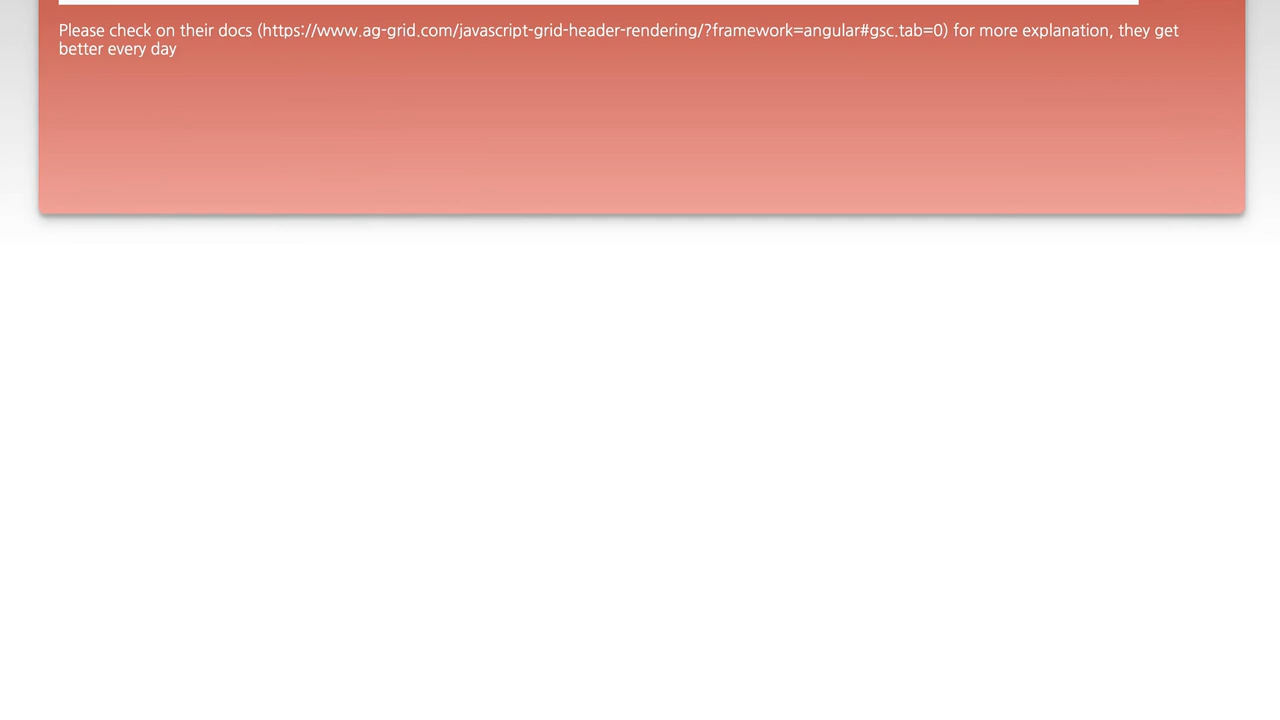 Please check on their docs (https://www.ag-grid.com/javascript-grid-header-rendering/?framework=angular#gsc.tab=0) for more explanation, they get
better every day